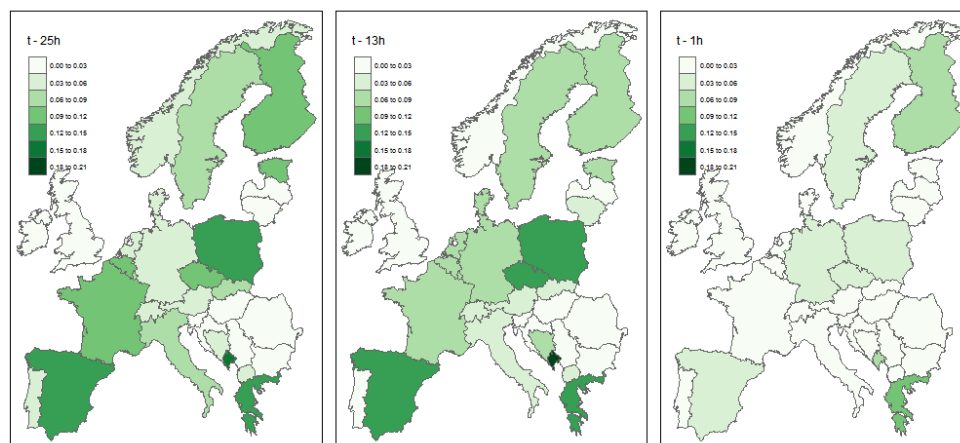 t - 25h
0.00 to 0.03
0.03 to 0.06
0.06 to 0.09
0.09 to 0.12
0.12 to 0.15
0.15 to 0.18
0.18 to 0.21
t - 13h
0.00 to 0.03
0.03 to 0.06
0.06 to 0.09
0.09 to 0.12
0.12 to 0.15
0.15 to 0.18
0.18 to 0.21
t - 1h
0.00 to 0.03
0.03 to 0.06
0.06 to 0.09
0.09 to 0.12
0.12 to 0.15
0.15 to 0.18
0.18 to 0.21